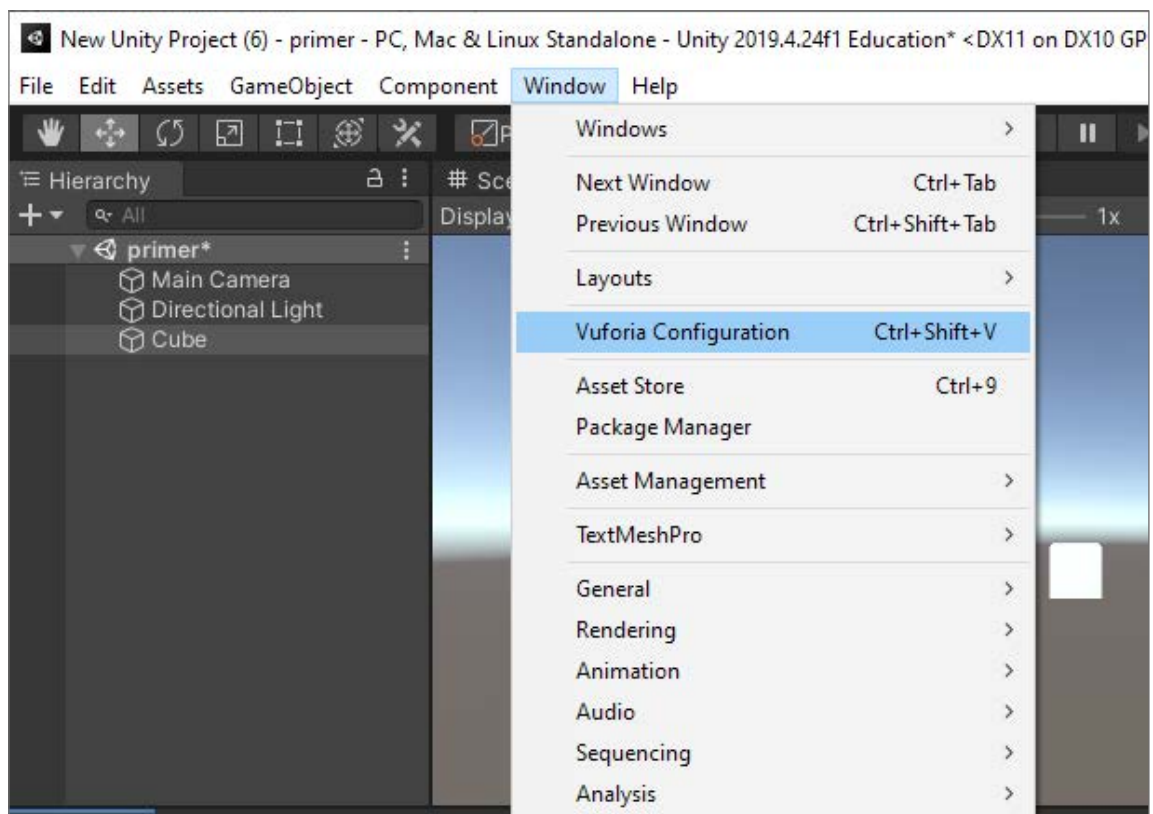 New Unity Project (6) - primer - PC, Mac & Linux Standalone - Unity 2019.4.24f1 Education* <DX11 on DX10 GP
File Edit Assets GameObject Component Window Help
Windows >
Hierarchy
# Sce
Next Window Ctrl+Tab
All
Display
Previous Window Ctrl+Shift+Tab
1x
primer*
Main Camera
Layouts >
Directional Light
Cube
Vuforia Configuration Ctrl+Shift+V
Asset Store Ctrl+9
Package Manager
Asset Management >
TextMeshPro >
General >
Rendering >
Animation >
Audio >
Sequencing >
Analysis >